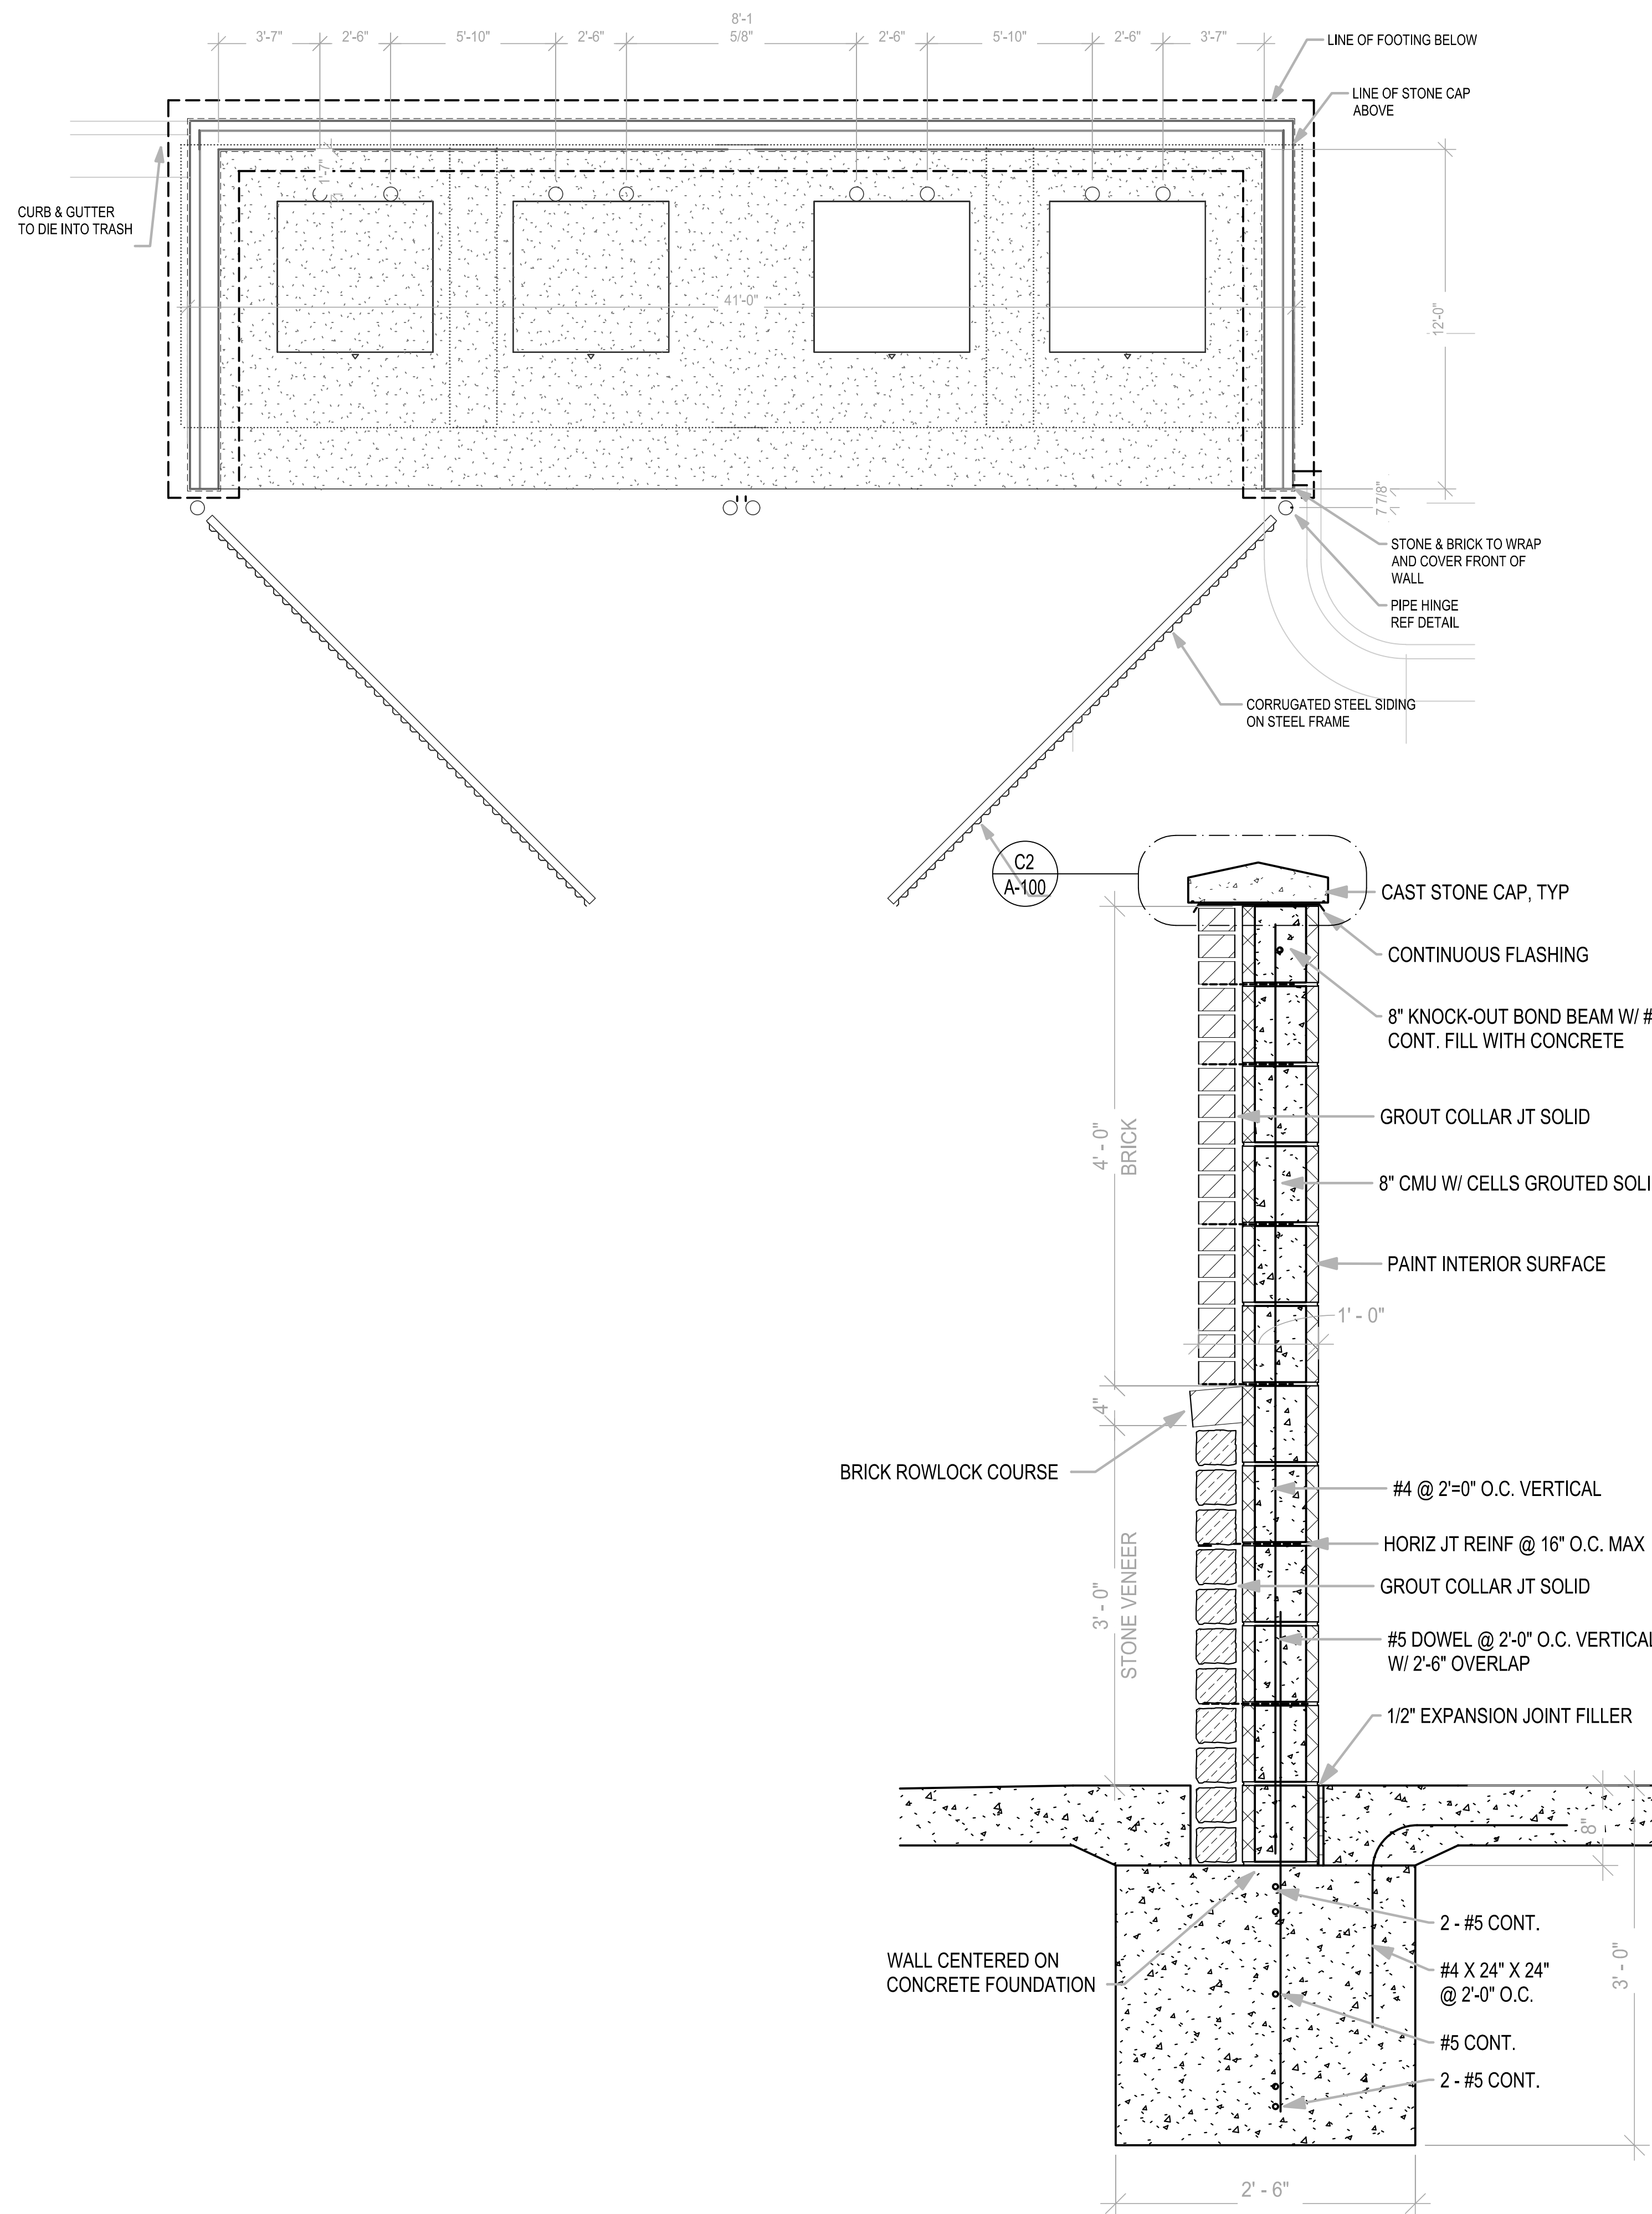 8'-1
3'-7" 2'-6" 5'-10" 2'-6" 5/8" 2'-6" 5'-10" 2'-6" 3'-7"
LINE OF FOOTING BELOW
LINE OF STONE CAP
ABOVE
1'-7"
CURB & GUTTER
TO DIE INTO TRASH
41'-0"
12'-0"
7 7/8"
STONE & BRICK TO WRAP
AND COVER FRONT OF
WALL
PIPE HINGE
REF DETAIL
CORRUGATED STEEL SIDING
ON STEEL FRAME
C2
A-100
CAST STONE CAP, TYP
CONTINUOUS FLASHING
8" KNOCK-OUT BOND BEAM W/ #
CONT. FILL WITH CONCRETE
GROUT COLLAR JT SOLID
4' - 0"
BRICK
8" CMU W/ CELLS GROUTED SOLI
PAINT INTERIOR SURFACE
1' - 0"
4"
BRICK ROWLOCK COURSE
#4 @ 2'=0" O.C. VERTICAL
HORIZ JT REINF @ 16" O.C. MAX
GROUT COLLAR JT SOLID
3' - 0"
STONE VENEER
#5 DOWEL @ 2'-0" O.C. VERTICAL
W/ 2'-6" OVERLAP
1/2" EXPANSION JOINT FILLER
8"
2 - #5 CONT.
WALL CENTERED ON
CONCRETE FOUNDATION
#4 X 24" X 24"
@ 2'-0" O.C.
3' - 0"
#5 CONT.
2 - #5 CONT.
2' - 6"